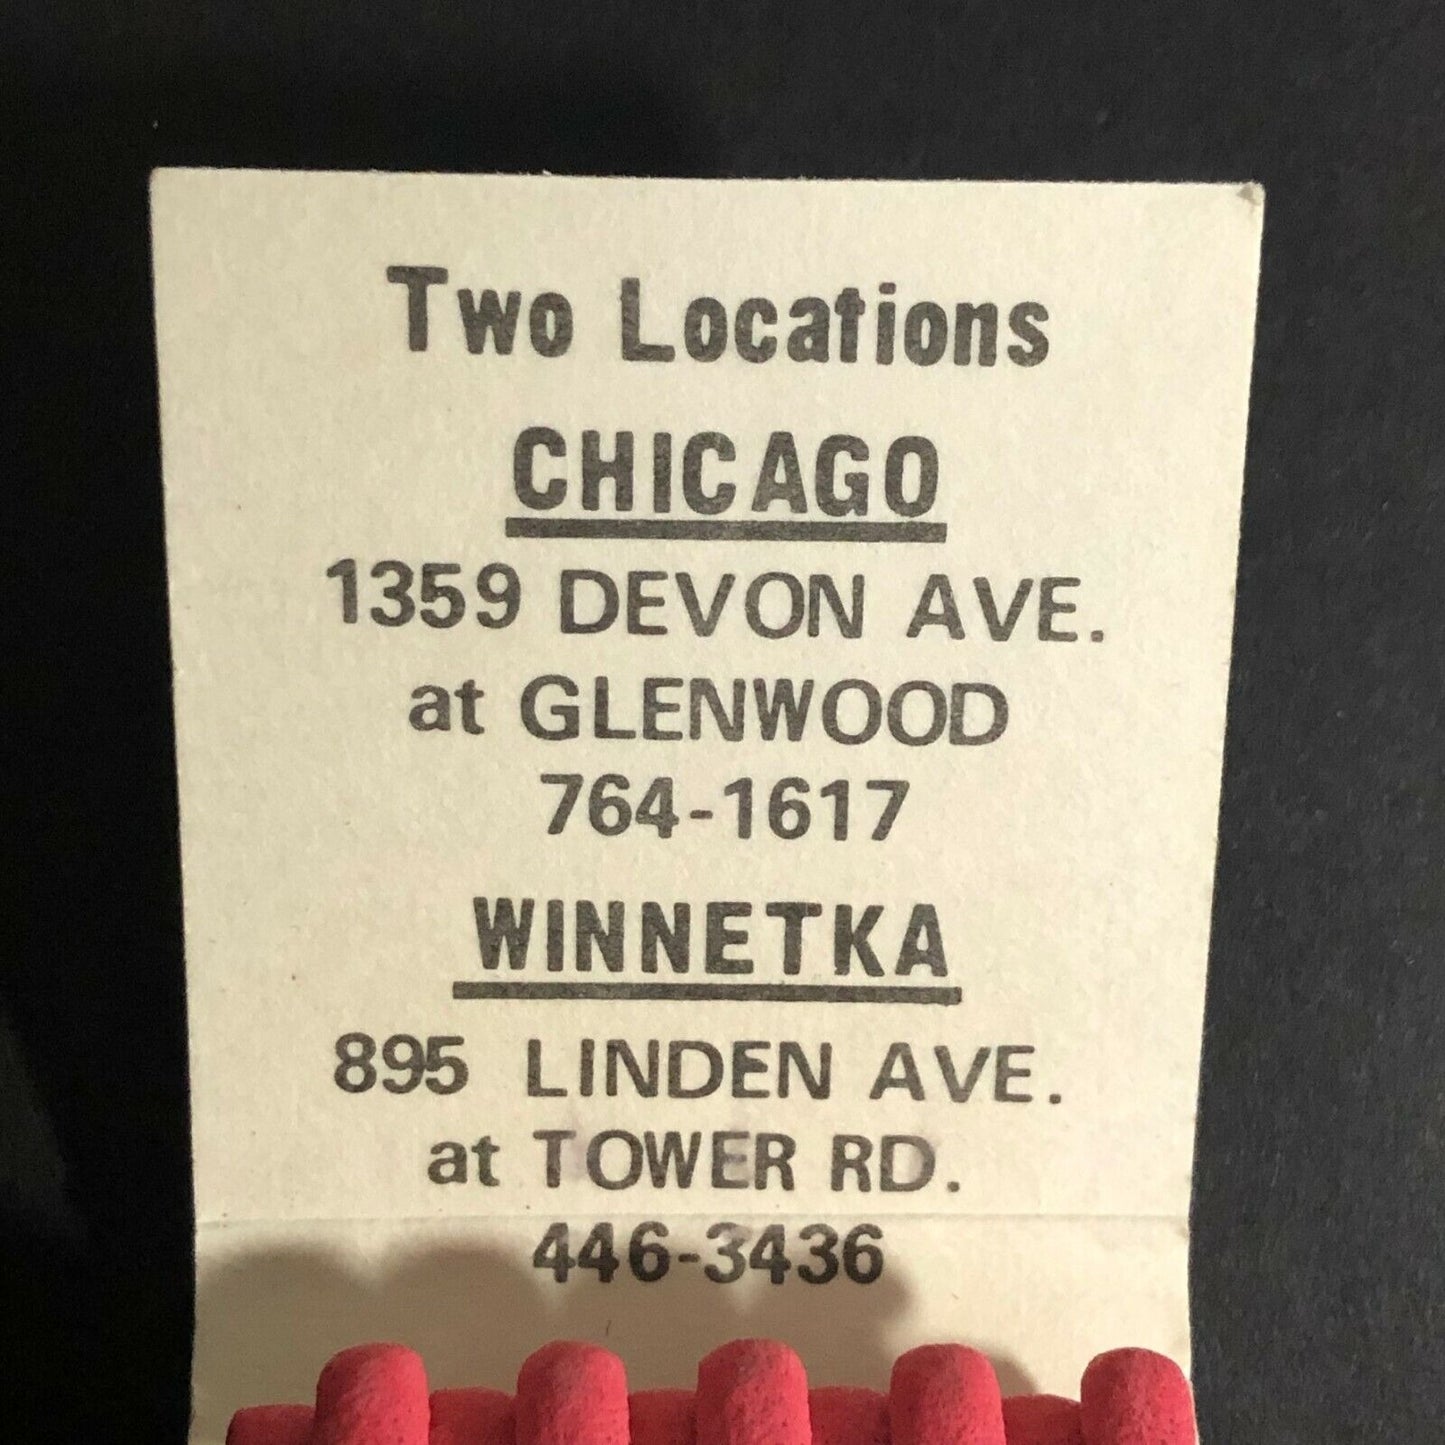 Two Locations
CHICAGO
1359 DEVON AVE.
at GLENWOOD
764-1617
WINNETKA
895 LINDEN AVE.
at TOWER RD.
446-3436